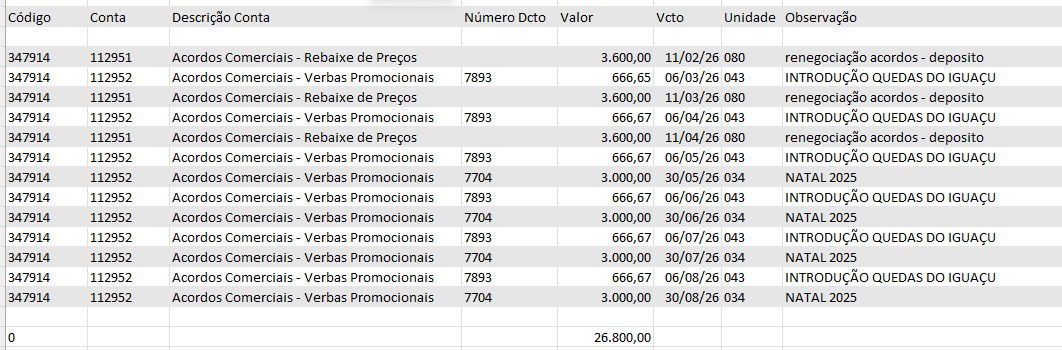 Código Conta Descrição Conta Número Dcto Valor Vcto Unidade Observação
347914 112951 Acordos Comerciais - Rebaixe de Preços 3.600,00 11/02/26 080 renegociação acordos - deposito
347914 112952 Acordos Comerciais - Verbas Promocionais 7893 666,65 06/03/26 043 INTRODUÇÃO QUEDAS DO IGUAÇU
347914 112951 Acordos Comerciais - Rebaixe de Preços 3.600,00 11/03/26 080 renegociação acordos - deposito
347914 112952 Acordos Comerciais - Verbas Promocionais 7893 666,67 06/04/26 043 INTRODUÇÃO QUEDAS DO IGUAÇU
347914 112951 Acordos Comerciais - Rebaixe de Preços 3.600,00 11/04/26 080 renegociação acordos - deposito
347914 112952 Acordos Comerciais - Verbas Promocionais 7893 666,67 06/05/26 043 INTRODUÇÃO QUEDAS DO IGUAÇU
347914 112952 Acordos Comerciais - Verbas Promocionais 7704 3.000,00 30/05/26 034 NATAL 2025
347914 112952 Acordos Comerciais - Verbas Promocionais 7893 666,67 06/06/26 043 INTRODUÇÃO QUEDAS DO IGUAÇU
347914 112952 Acordos Comerciais - Verbas Promocionais 7704 3.000,00 30/06/26 034 NATAL 2025
347914 112952 Acordos Comerciais - Verbas Promocionais 7893 666,67 06/07/26 043 INTRODUÇÃO QUEDAS DO IGUAÇU
347914 112952 Acordos Comerciais - Verbas Promocionais 7704 3.000,00 30/07/26 034 NATAL 2025
347914 112952 Acordos Comerciais - Verbas Promocionais 7893 666,67 06/08/26 043 INTRODUÇÃO QUEDAS DO IGUAÇU
347914 112952 Acordos Comerciais - Verbas Promocionais 7704 3.000,00 30/08/26 034 NATAL 2025
0 26.800,00